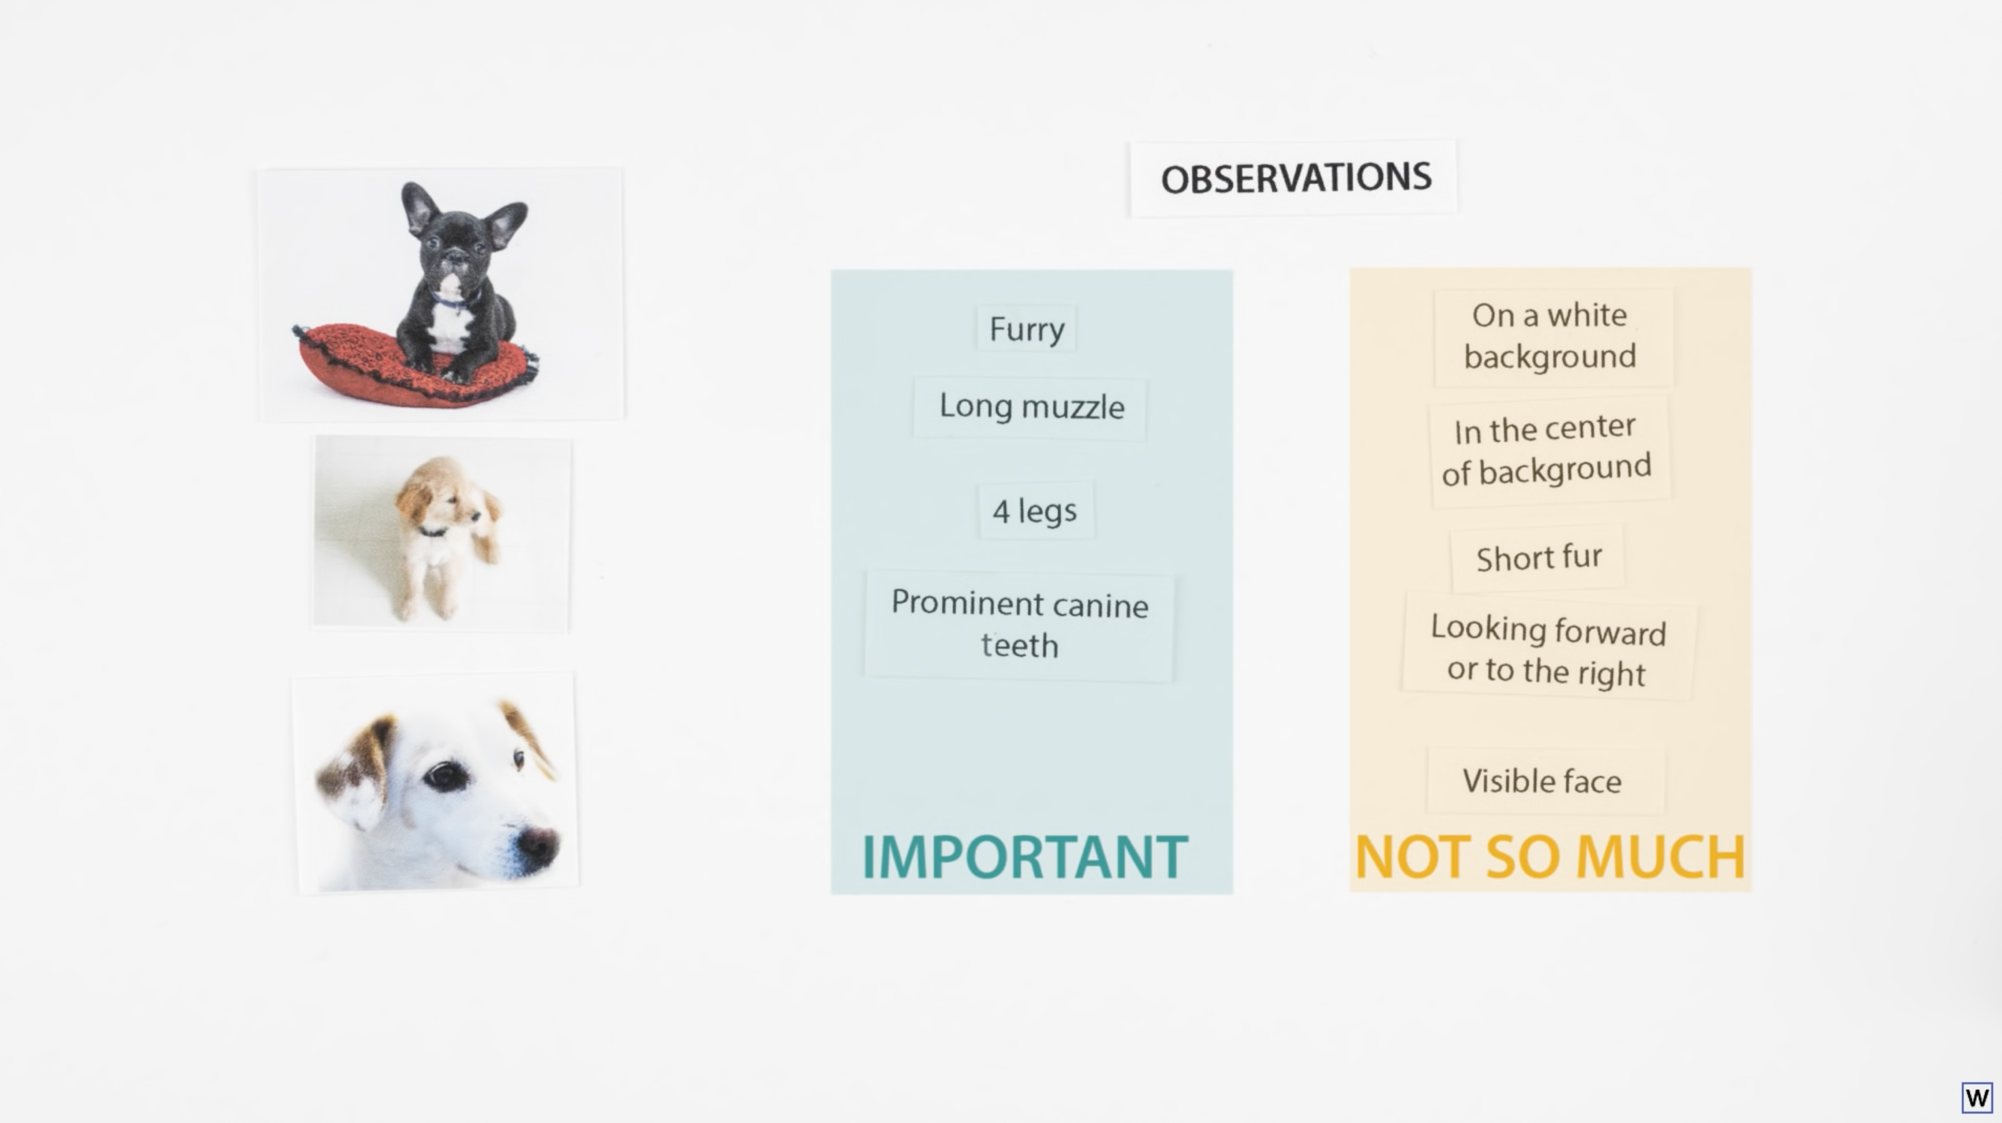 OBSERVATIONS
Furry
Long muzzle
4 legs
Prominent canine
teeth
IMPORTANT
On a white
background
In the center
of background
Short fur
Looking forward
or to the right
Visible face
NOT SO MUCH
W